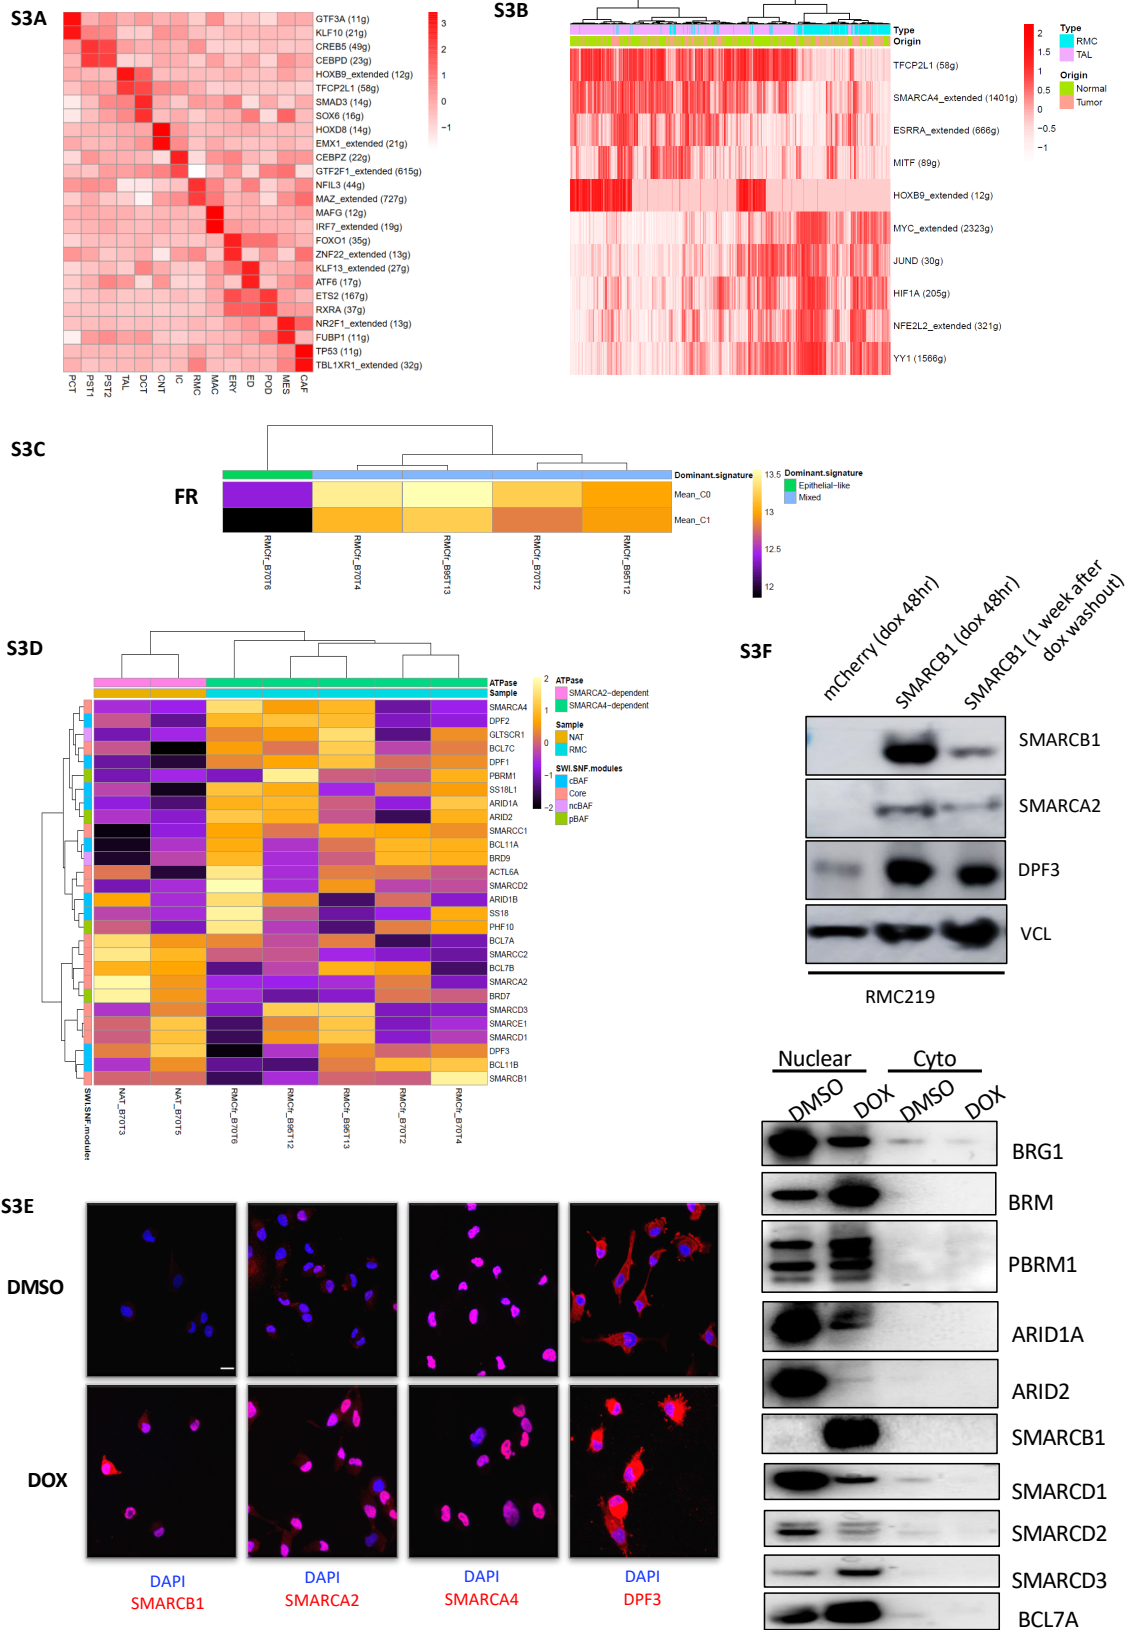 S3A
GTF3A (11g)
KLF10 (21g)
CREB5 (49g)
CEBPD (23g)
HOXB9_extended (12g)
TFCP2L1 (58g)
SMAD3 (14g)
SOX6 (16g)
HOXD8 (14g)
EMX1_extended (21g)
CEBPZ (22g)
GTF2F1_extended (615g)
NFIL3 (44g)
MAZ_extended (727g)
MAFG (12g)
IRF7_extended (19g)
FOXO1 (35g)
ZNF22_extended (13g)
KLF13_extended (27g)
ATF6 (17g)
ETS2 (167g)
RXRA (37g)
NR2F1_extended (13g)
FUBP1 (11g)
TP53 (11g)
TBL1XR1_extended (32g)
3
2
1
0
−1
PCT PST1 PST2 TAL DCT CNT IC RMC MAC ERY ED POD MES CAF
S3B
Type
Origin
TFCP2L1 (58g)
SMARCA4_extended (1401g)
ESRRA_extended (666g)
MITF (89g)
HOXB9_extended (12g)
MYC_extended (2323g)
JUND (30g)
HIF1A (205g)
NFE2L2_extended (321g)
YY1 (1566g)
2
1.5
1
0.5
0
−0.5
−1
Type
RMC
TAL
Origin
Normal
Tumor
S3C
FR
Dominant.signature
Mean_C0
Mean_C1
13.5
13
12.5
12
Dominant.signature
Epithelial−like
Mixed
RMCfr_B70T6 RMCfr_B70T4 RMCfr_B95T13 RMCfr_B70T2 RMCfr_B95T12
S3D
ATPase
Sample
SMARCA4
DPF2
GLTSCR1
BCL7C
DPF1
PBRM1
SS18L1
ARID1A
ARID2
SMARCC1
BCL11A
BRD9
ACTL6A
SMARCD2
ARID1B
SS18
PHF10
BCL7A
SMARCC2
BCL7B
SMARCA2
BRD7
SMARCD3
SMARCE1
SMARCD1
DPF3
BCL11B
SMARCB1
2
1
0
−1
−2
ATPase
SMARCA2−dependent
SMARCA4−dependent
Sample
NAT
RMC
SWI.SNF.modules
cBAF
Core
ncBAF
pBAF
SWI.SNF.modules NAT_B70T3 NAT_B70T5 RMCfr_B70T6 RMCfr_B95T12 RMCfr_B95T13 RMCfr_B70T2 RMCfr_B70T4
S3E
DMSO
DOX
DAPI
SMARCB1
DAPI
SMARCA2
DAPI
SMARCA4
DAPI
DPF3
S3F
mCherry (dox 48hr)
SMARCB1 (dox 48hr)
SMARCB1 (1 week after
dox washout)
SMARCB1
SMARCA2
DPF3
VCL
RMC219
Nuclear Cyto
DMSO DOX DMSO DOX
BRG1
BRM
PBRM1
ARID1A
ARID2
SMARCB1
SMARCD1
SMARCD2
SMARCD3
BCL7A